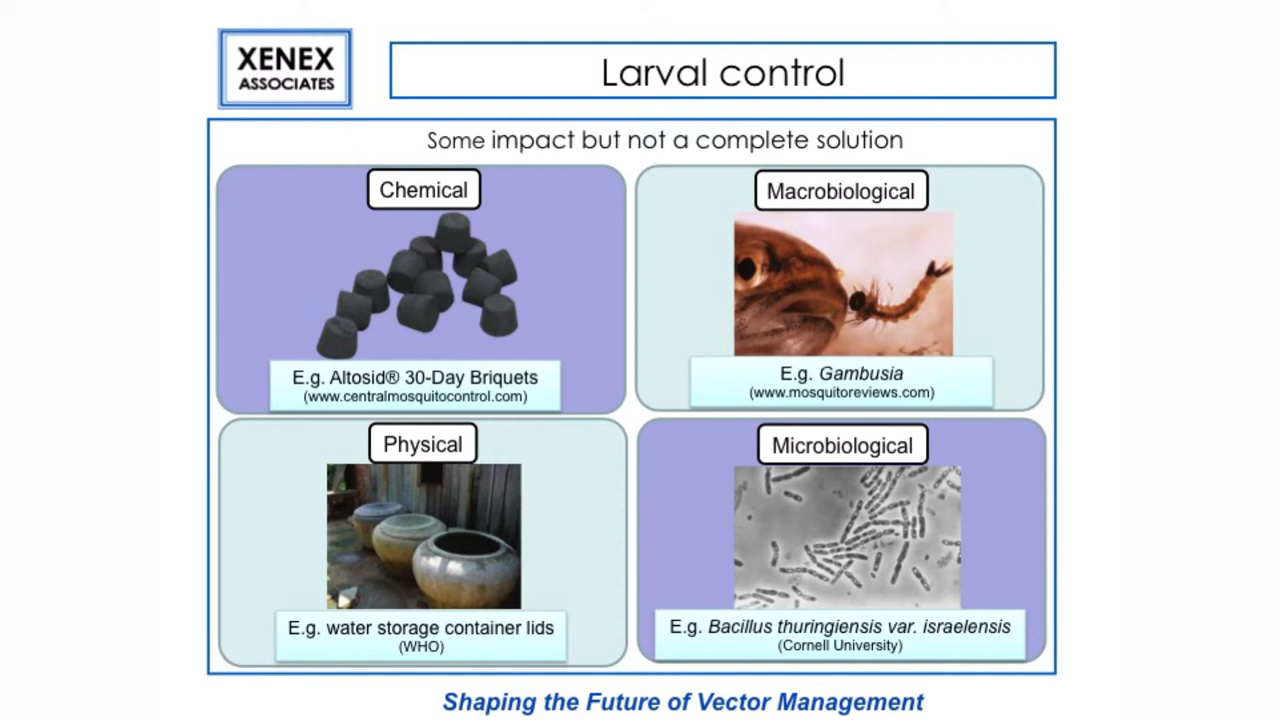 XENEX
ASSOCIATES
Larval control
Some impact but not a complete solution
Chemical
E.g. Altosid® 30-Day Briquets
(www.centralmosquitocontrol.com)
Macrobiological
E.g. Gambusia
(www.mosquitoreviews.com)
Physical
E.g. water storage container lids
(WHO)
Microbiological
E.g. Bacillus thuringiensis var. israelensis
(Cornell University)
Shaping the Future of Vector Management